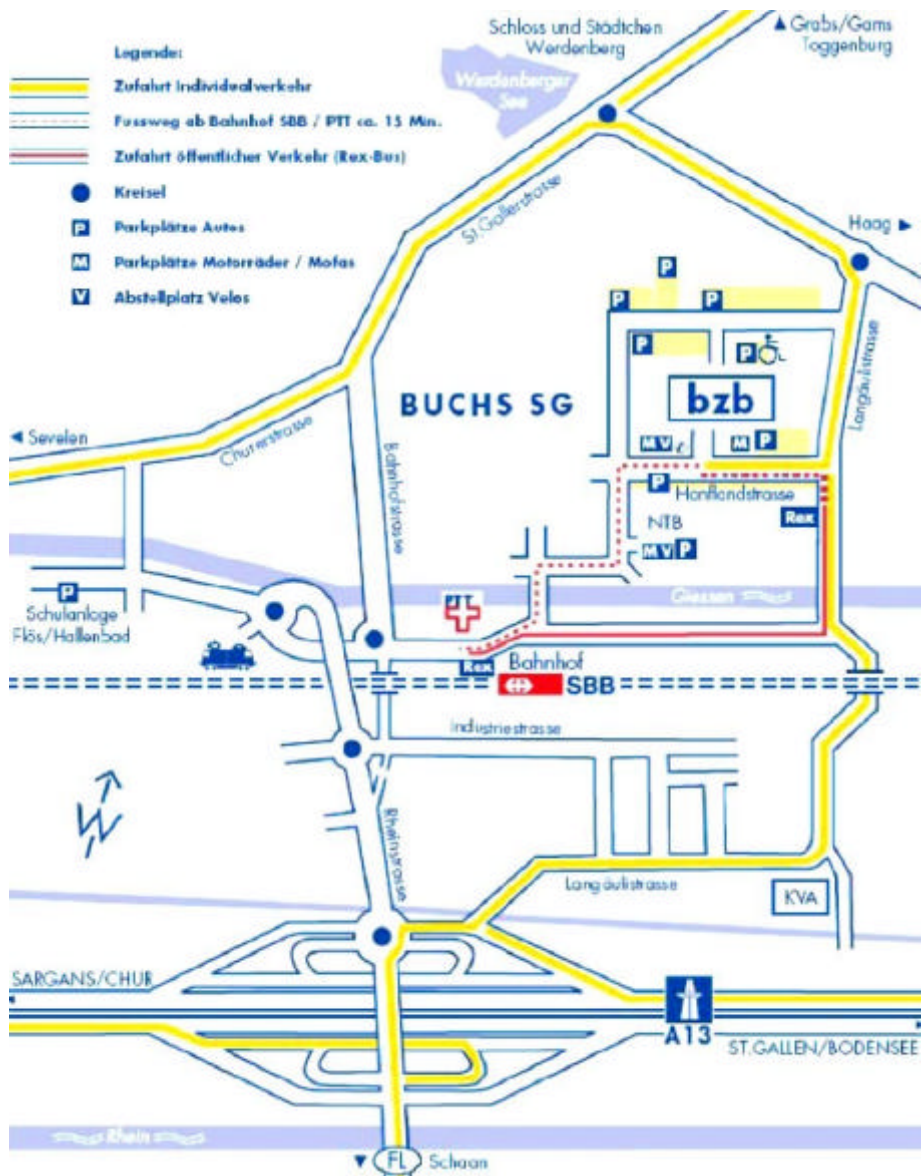 Schloss und Städtchen
Werdenberg
Grabs/Gams
Toggenburg
Legende:
Zufahrt Individualverkehr
Werdenberger
See
Fussweg ab Bahnhof SBB / PTT ca. 15 Min.
Zufahrt öffentlicher Verkehr (Rex-Bus)
Kreisel
St.Gallerstrasse
Haag
P
Parkplätze Autos
M
Parkplätze Motorräder / Mofas
V
Abstellplatz Velos
P
P
P
P
P
Langäulistrasse
BUCHS SG
bzb
Sevelen
Churerstrasse
Bahnhofstrasse
M V
M P
P
Hanflandstrasse
NTB
Rex
M V P
P
Schulanlage
Flös/Hallenbad
PTT
Giessen
Rex
Bahnhof
SBB
Industriestrasse
Rheinstrasse
Langäulistrasse
KVA
SARGANS/CHUR
A13
ST.GALLEN/BODENSEE
Rhein
FL
Schaan